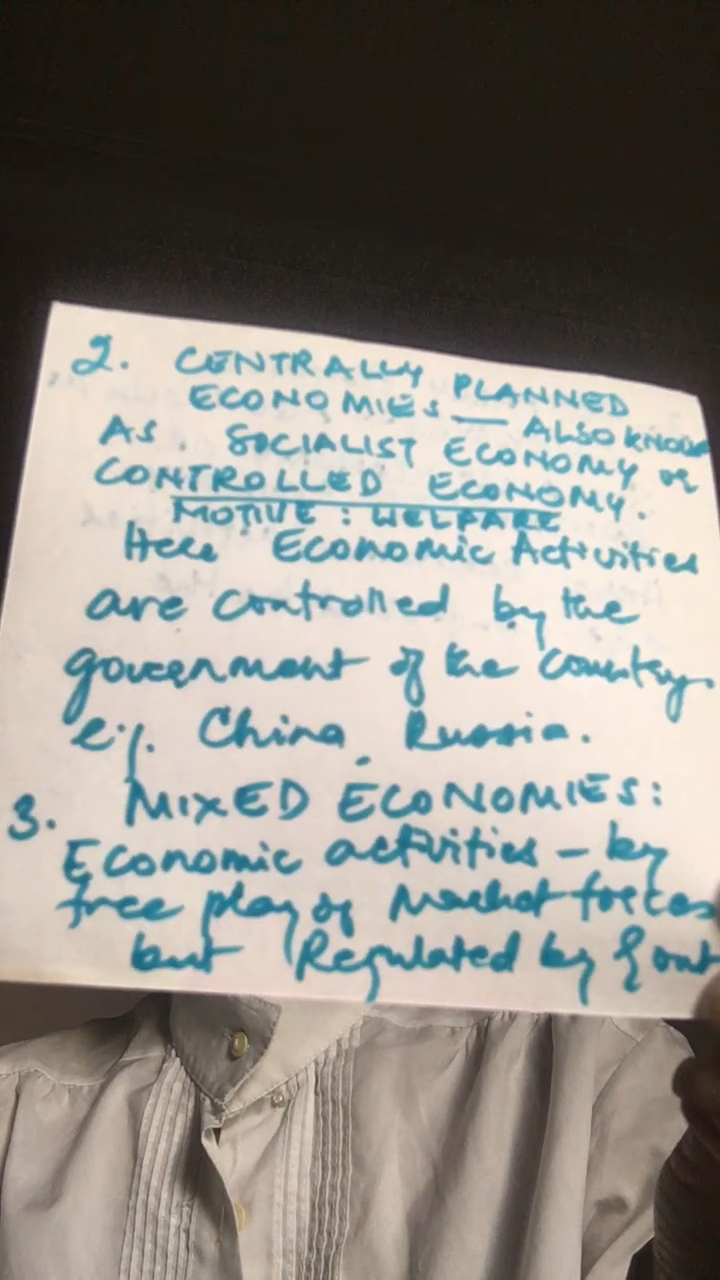 2. CENTRALLY PLANNED
ECONOMIES — ALSO KNOWN
AS SOCIALIST ECONOMY or
CONTROLLED ECONOMY.
MOTIVE : WELFARE
Here Economic Activities
are controlled by the
government of the country.
e.g. China, Russia.
3. MIXED ECONOMIES:
Economic activities – by
free play of Market forces
but Regulated by Govt